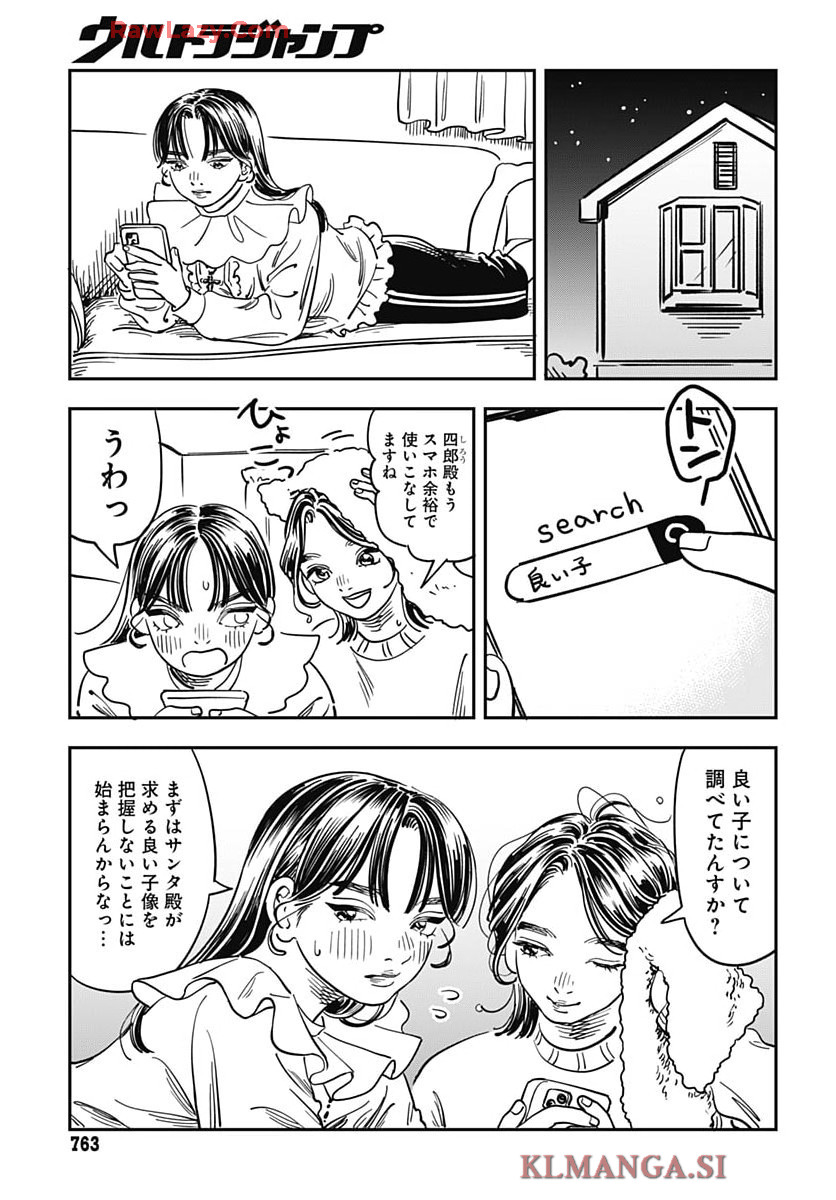 ウルトラジャンプ
RawLazy.Com
トン
search
良い子
四郎殿もう
しろう
スマホ余裕で
使いこなして
ますね
ひょこっ
うわっ
良い子について
調べてたんすか?
まずはサンタ殿が
求める良い子像を
把握しないことには
始まらんからなっ…
763
KLMANGA.SI